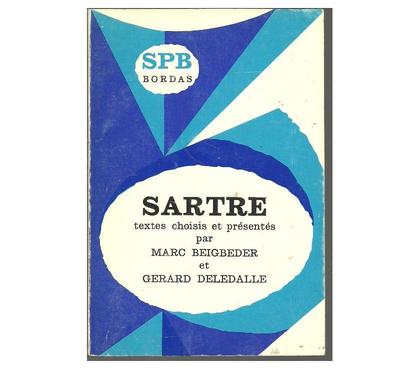 SPB
BORDAS
SARTRE
textes choisis et présentés
par
MARC BEIGBEDER
et
GERARD DELEDALLE